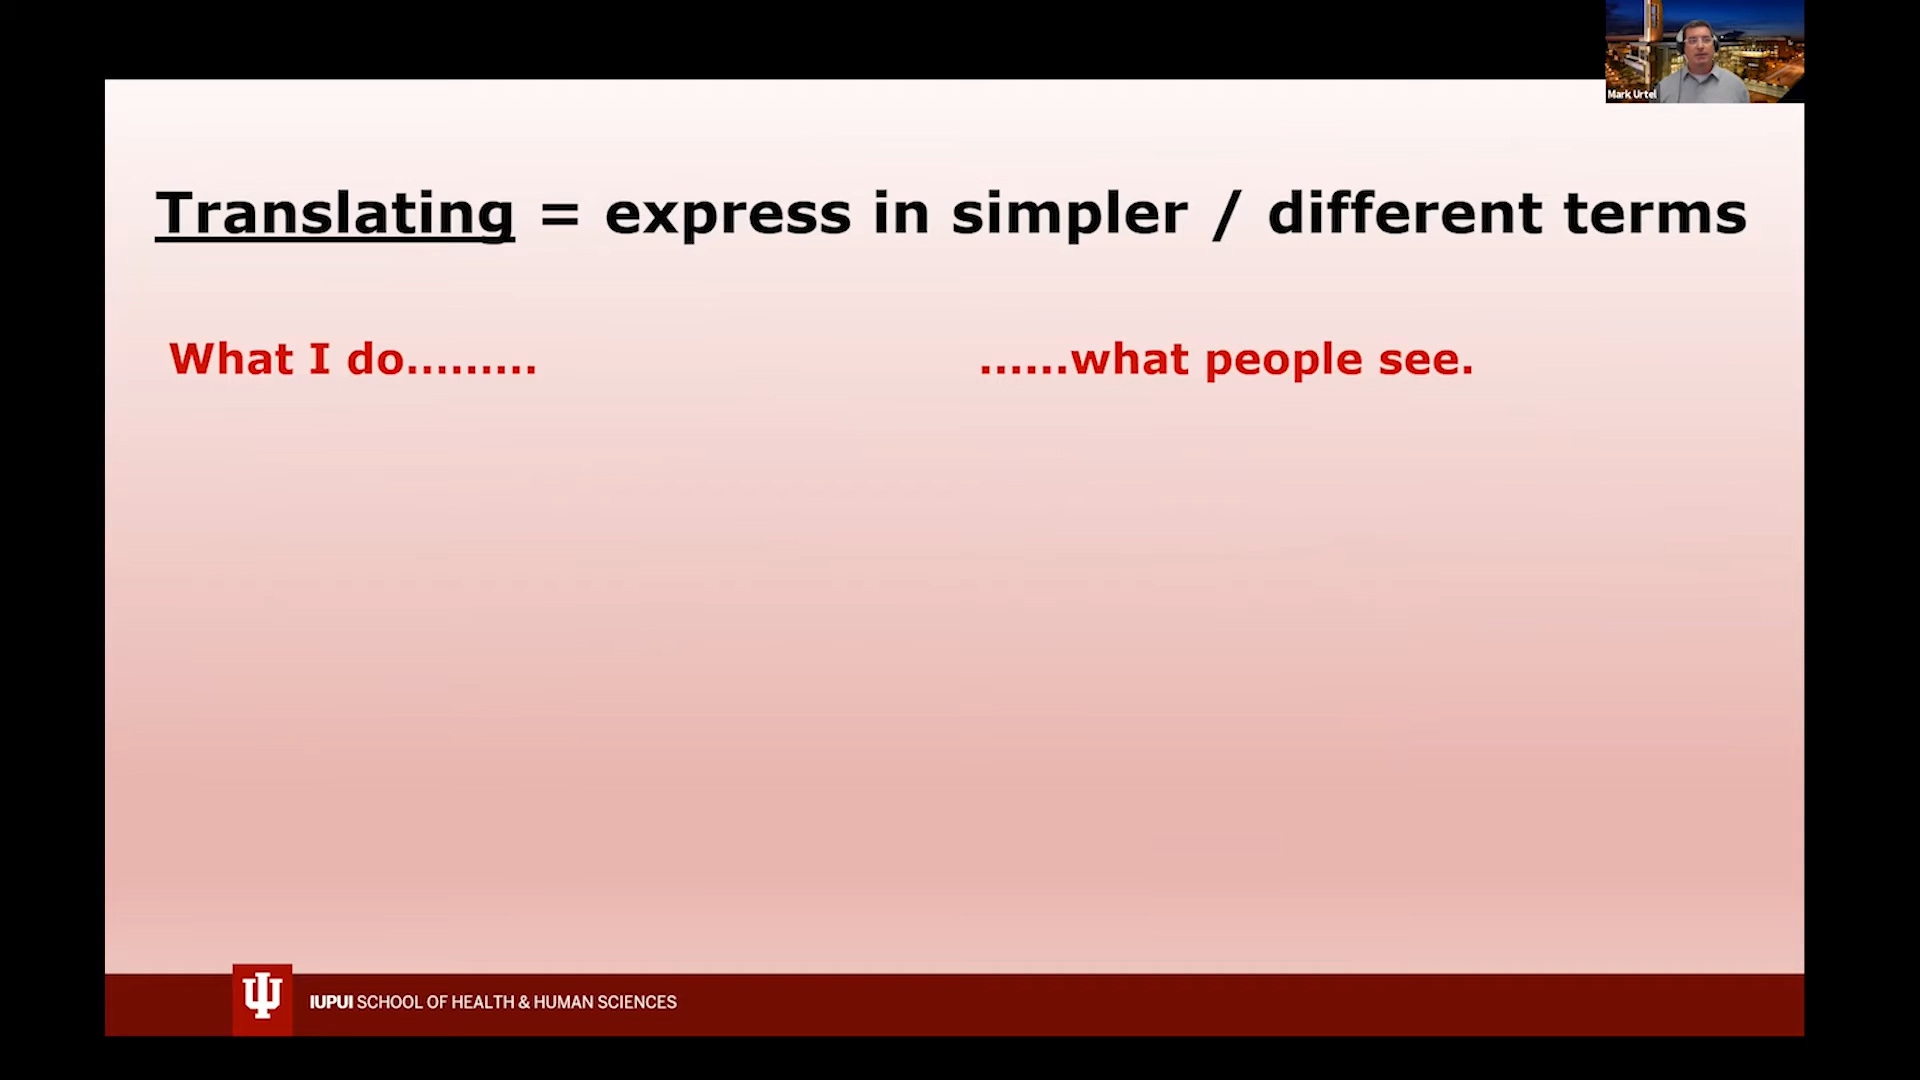 Mark Urtel
Translating = express in simpler / different terms
What I do.........
......what people see.
IUPUI SCHOOL OF HEALTH & HUMAN SCIENCES